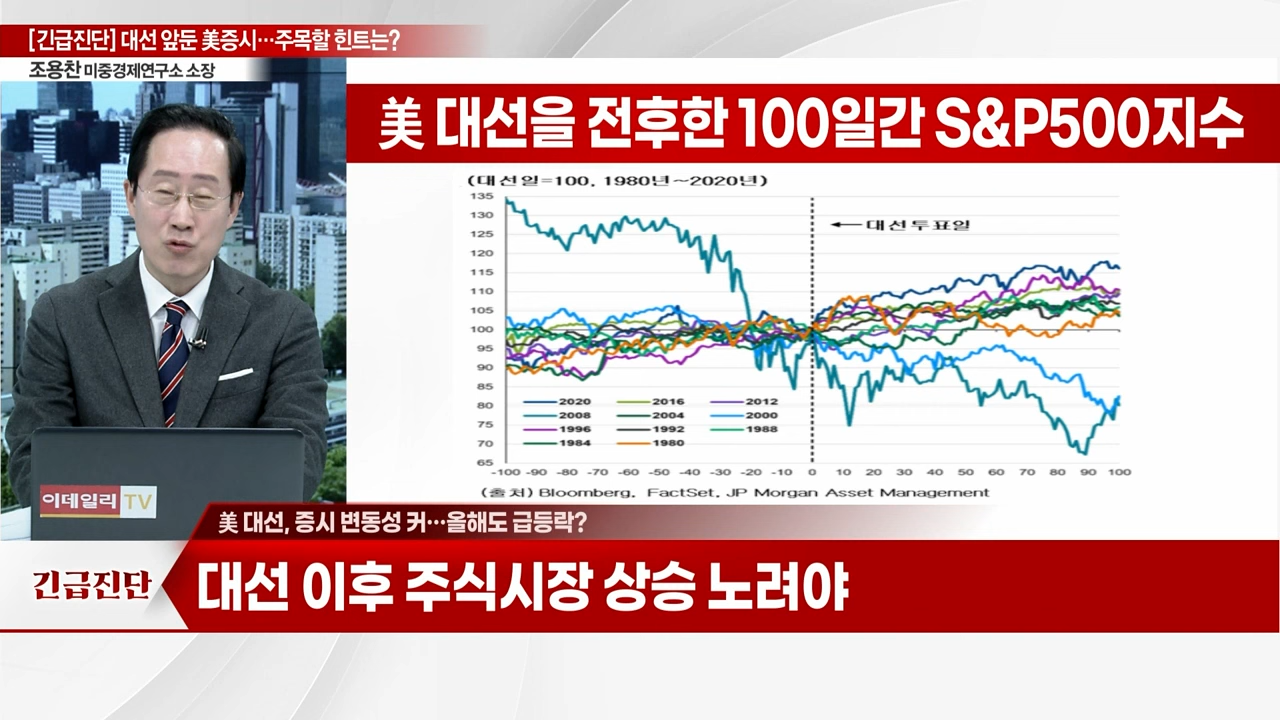 [긴급진단] 대선 앞둔 美증시…주목할 힌트는?
조용찬 미중경제연구소 소장
美 대선을 전후한 100일간 S&P500지수
(대선일=100, 1980년~2020년)
135
130
125
120
115
110
105
100
95
90
85
80
75
70
65
대선투표일
2020 2016 2012
2008 2004 2000
1996 1992 1988
1984 1980
-100 -90 -80 -70 -60 -50 -40 -30 -20 -10 0 10 20 30 40 50 60 70 80 90 100
(출처) Bloomberg, FactSet, JP Morgan Asset Management
이데일리 TV
美 대선, 증시 변동성 커…올해도 급등락?
긴급진단
대선 이후 주식시장 상승 노려야